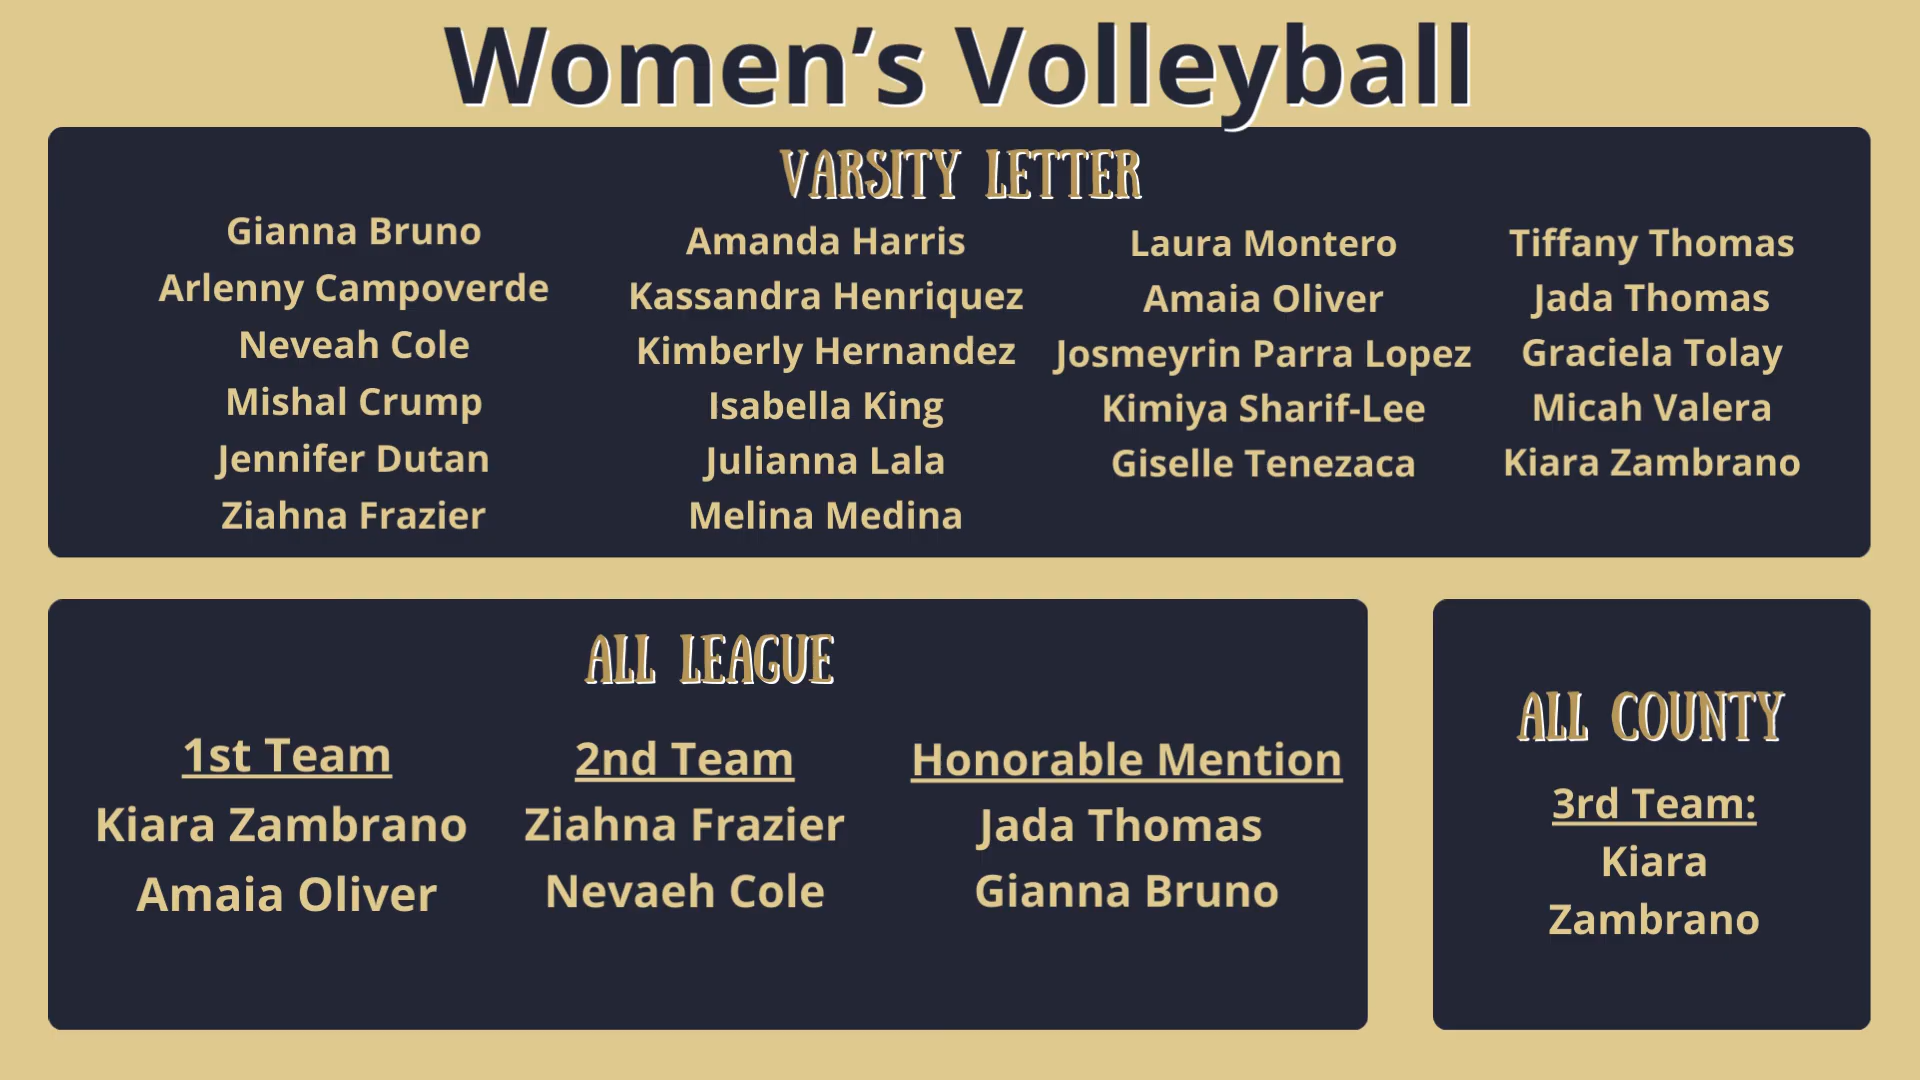 Women’s Volleyball
VARSITY LETTER
Gianna Bruno
Arlenny Campoverde
Neveah Cole
Mishal Crump
Jennifer Dutan
Ziahna Frazier
Amanda Harris
Kassandra Henriquez
Kimberly Hernandez
Isabella King
Julianna Lala
Melina Medina
Laura Montero
Amaia Oliver
Josmeyrin Parra Lopez
Kimiya Sharif-Lee
Giselle Tenezaca
Tiffany Thomas
Jada Thomas
Graciela Tolay
Micah Valera
Kiara Zambrano
ALL LEAGUE
1st Team
Kiara Zambrano
Amaia Oliver
2nd Team
Ziahna Frazier
Nevaeh Cole
Honorable Mention
Jada Thomas
Gianna Bruno
ALL COUNTY
3rd Team:
Kiara
Zambrano